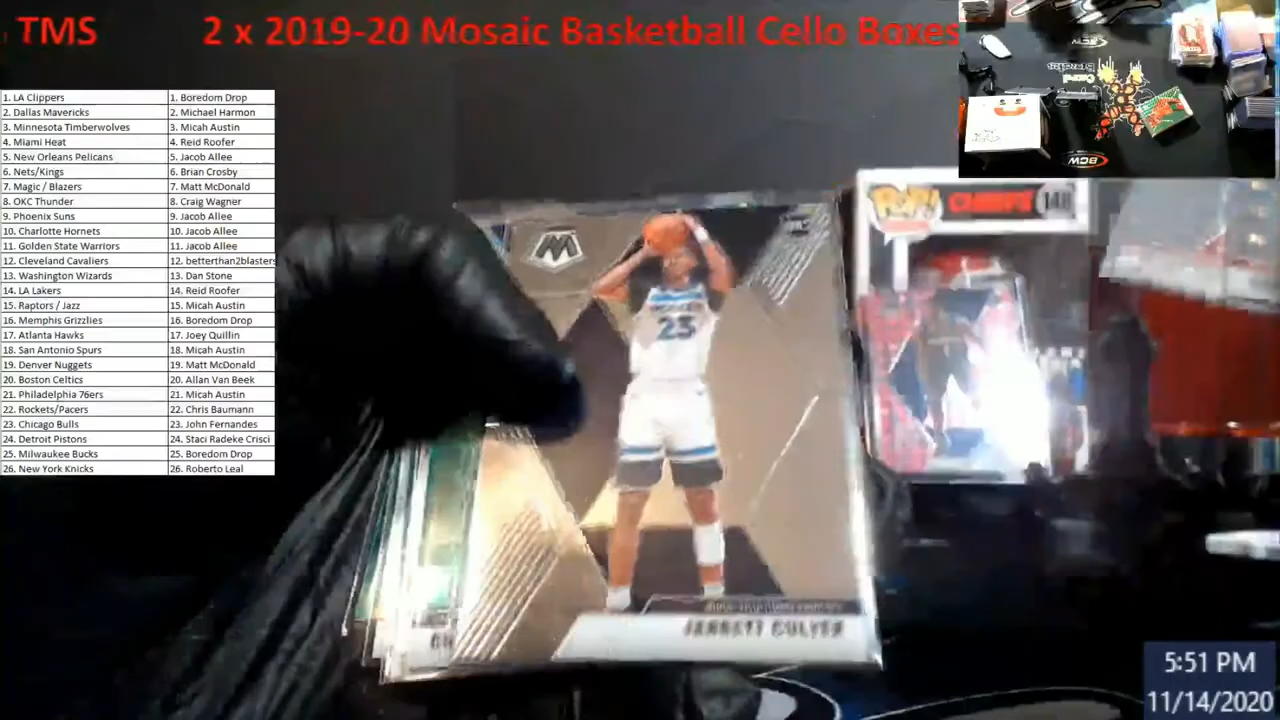 TMS 2 x 2019-20 Mosaic Basketball Cello Boxes
1. LA Clippers 1. Boredom Drop
2. Dallas Mavericks 2. Michael Harmon
3. Minnesota Timberwolves 3. Micah Austin
4. Miami Heat 4. Reid Roofer
5. New Orleans Pelicans 5. Jacob Allee
6. Nets/Kings 6. Brian Crosby
7. Magic / Blazers 7. Matt McDonald
8. OKC Thunder 8. Craig Wagner
9. Phoenix Suns 9. Jacob Allee
10. Charlotte Hornets 10. Jacob Allee
11. Golden State Warriors 11. Jacob Allee
12. Cleveland Cavaliers 12. betterthan2blasters
13. Washington Wizards 13. Dan Stone
14. LA Lakers 14. Reid Roofer
15. Raptors / Jazz 15. Micah Austin
16. Memphis Grizzlies 16. Boredom Drop
17. Atlanta Hawks 17. Joey Quillin
18. San Antonio Spurs 18. Micah Austin
19. Denver Nuggets 19. Matt McDonald
20. Boston Celtics 20. Allan Van Beek
21. Philadelphia 76ers 21. Micah Austin
22. Rockets/Pacers 22. Chris Baumann
23. Chicago Bulls 23. John Fernandes
24. Detroit Pistons 24. Staci Radeke Crisci
25. Milwaukee Bucks 25. Boredom Drop
26. New York Knicks 26. Roberto Leal
BCW
POP! CHIEFS 148
M
23
JARRETT CULVER
5:51 PM
11/14/2020